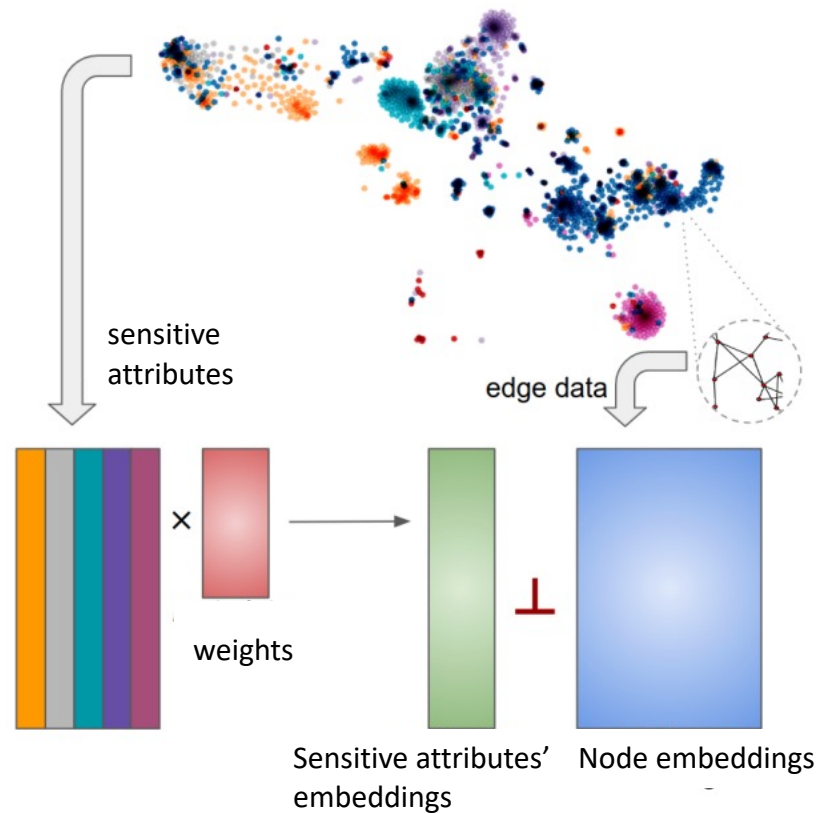 sensitive
attributes
edge data
×
weights
⊥
Sensitive attributes’
embeddings
Node embeddings